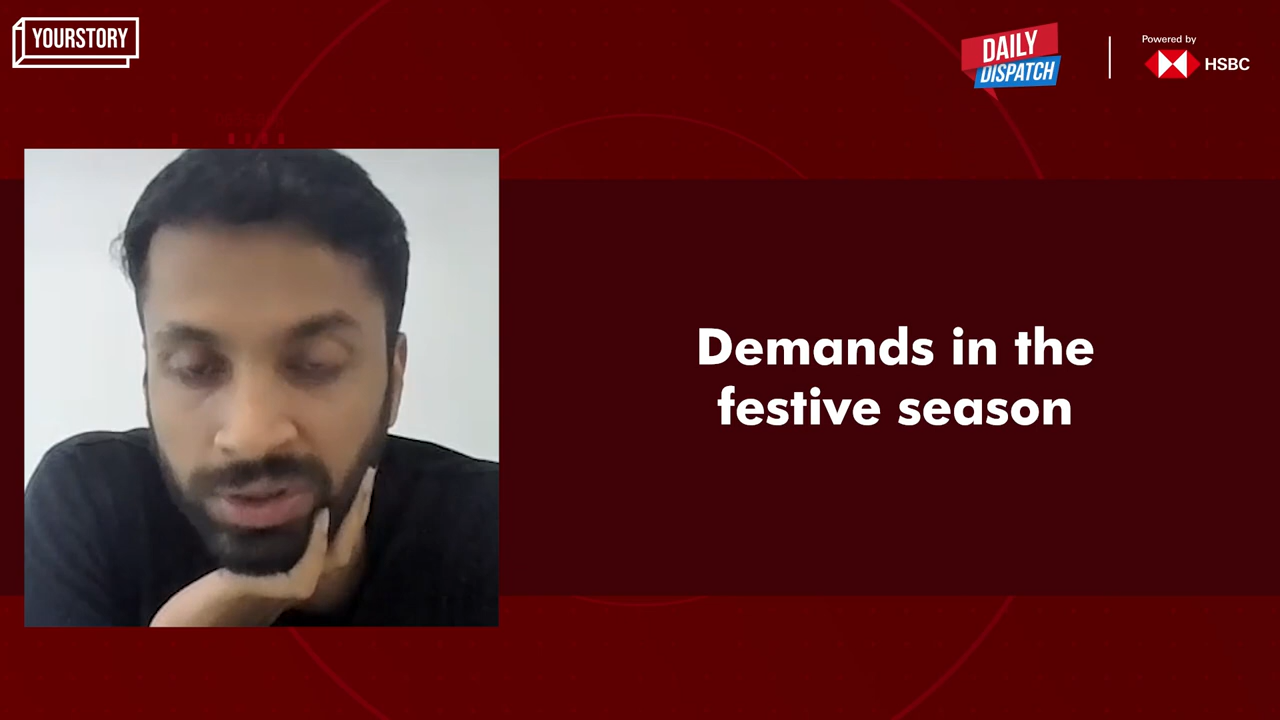 YOURSTORY
DAILY
DISPATCH
Powered by
HSBC
Demands in the
festive season